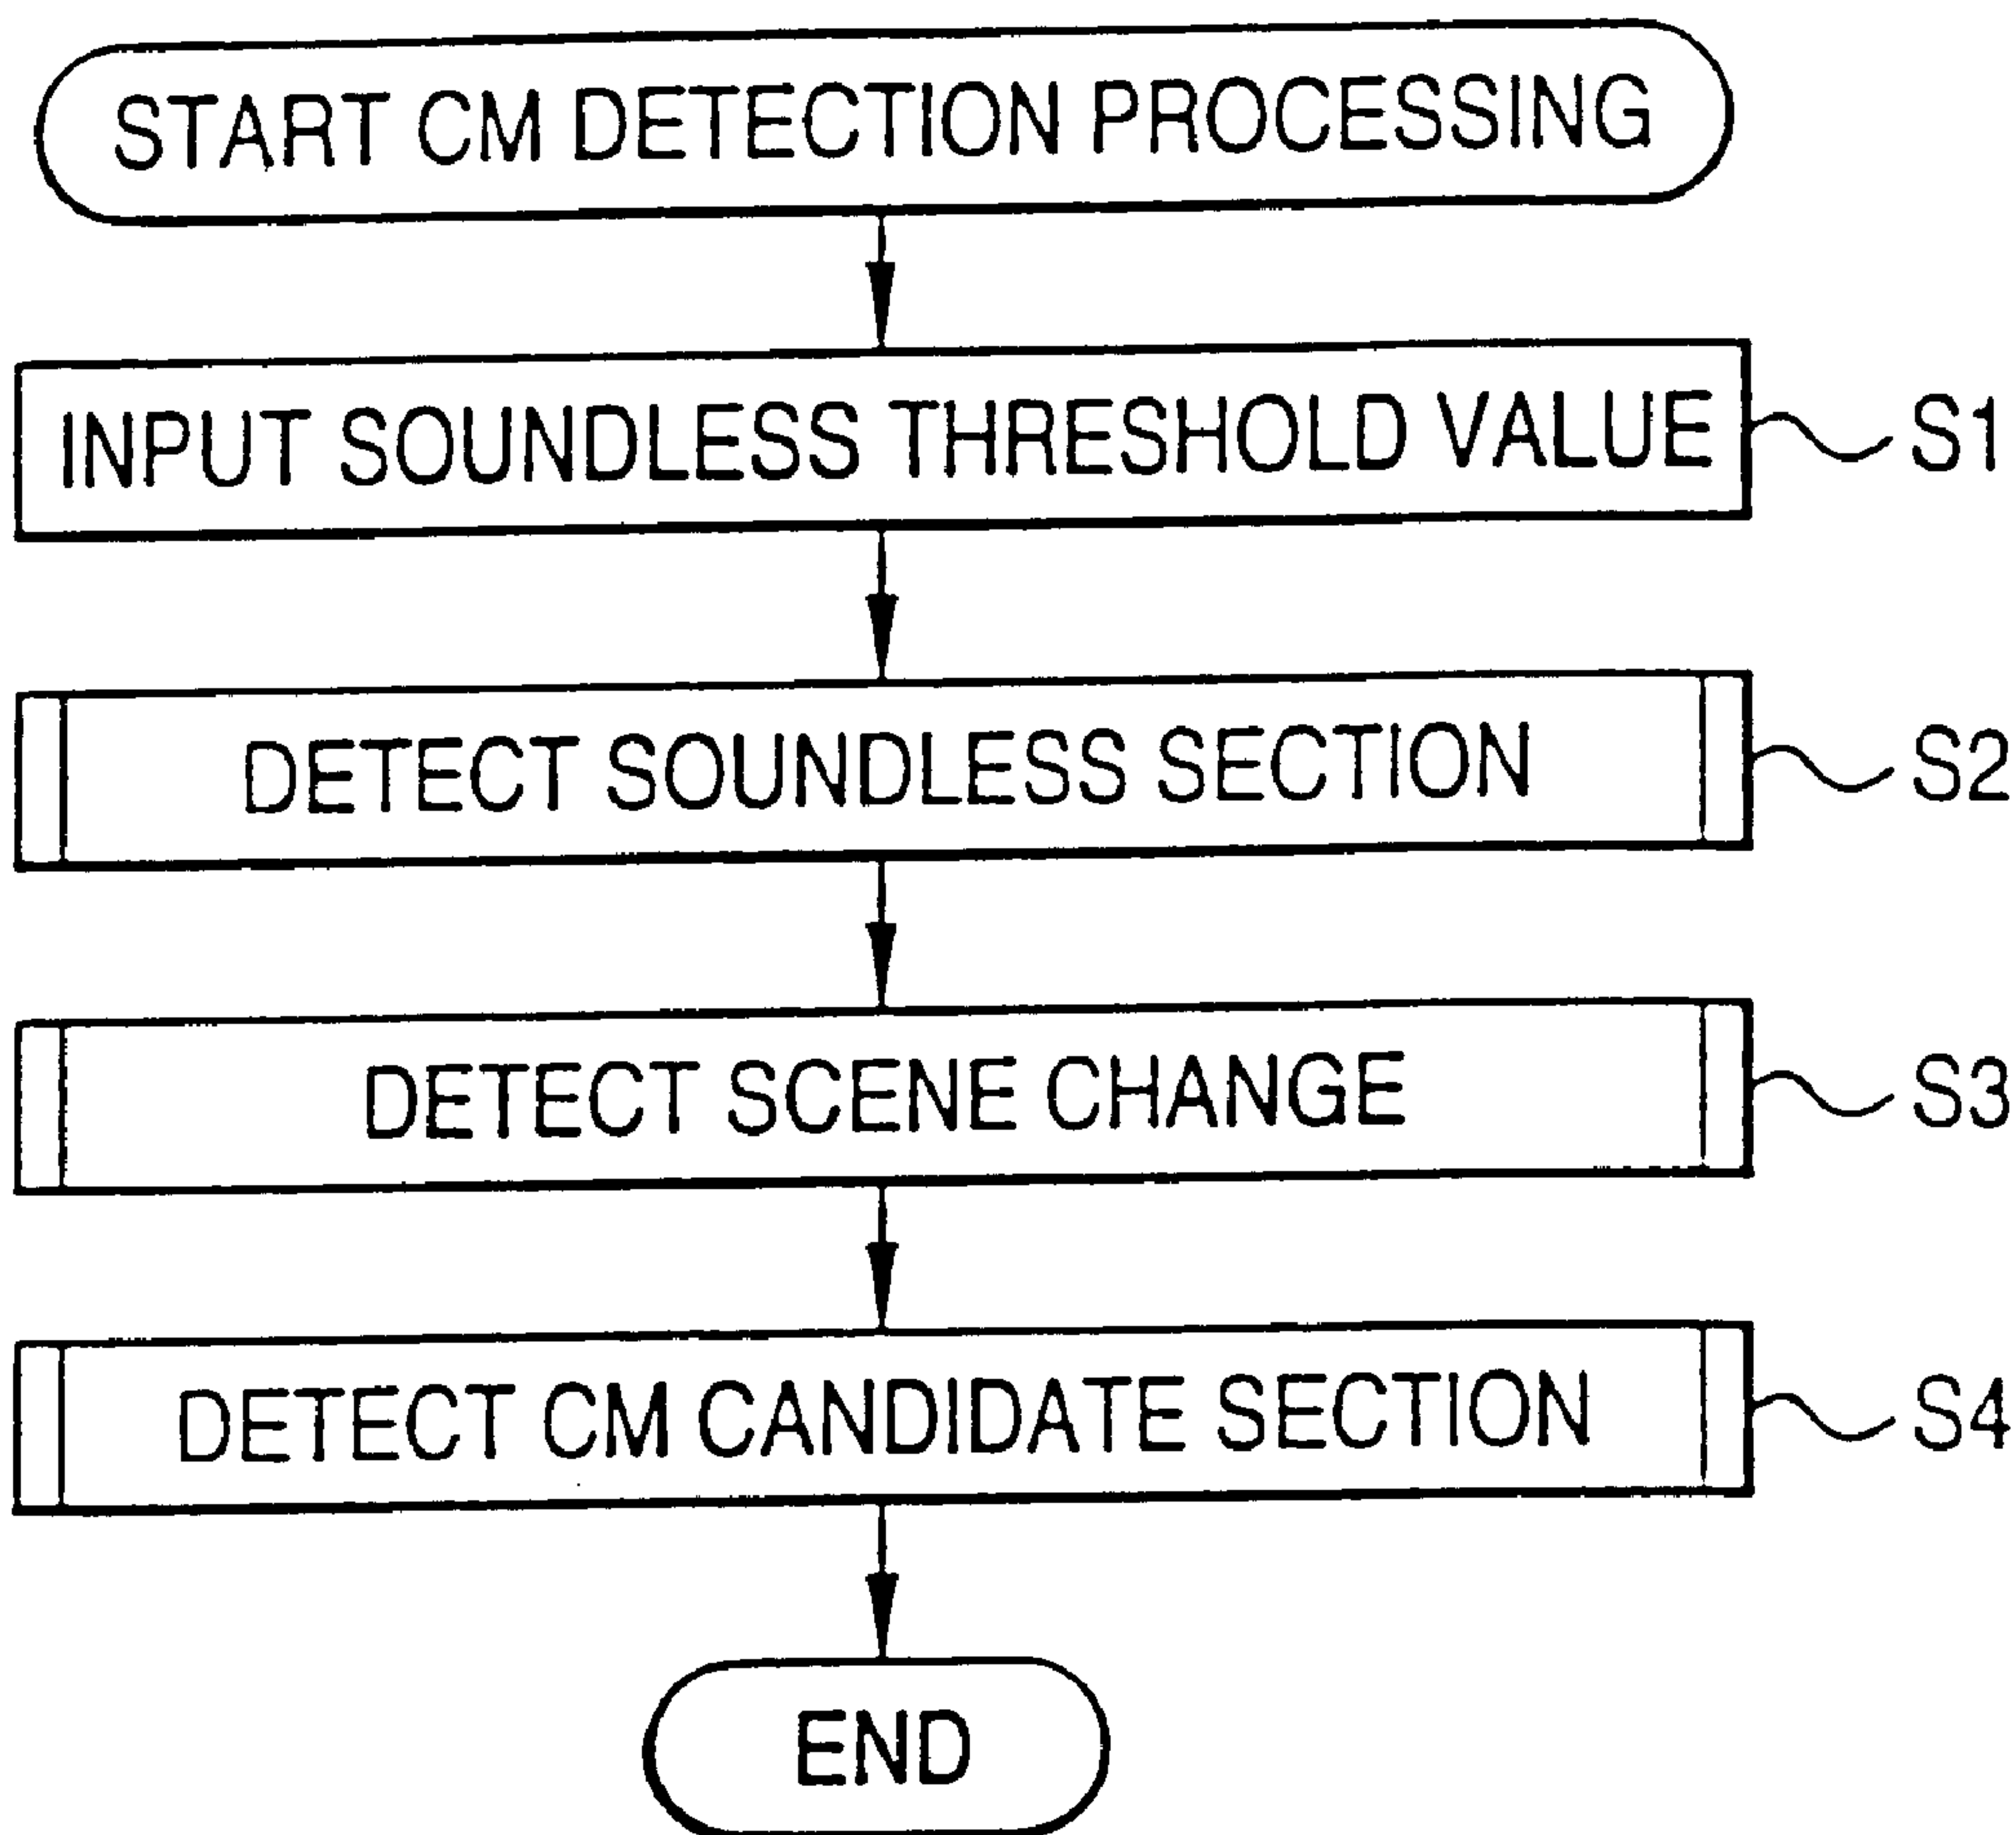 START CM DETECTION PROCESSING
INPUT SOUNDLESS THRESHOLD VALUE S1
DETECT SOUNDLESS SECTION S2
DETECT SCENE CHANGE S3
DETECT CM CANDIDATE SECTION S4
END